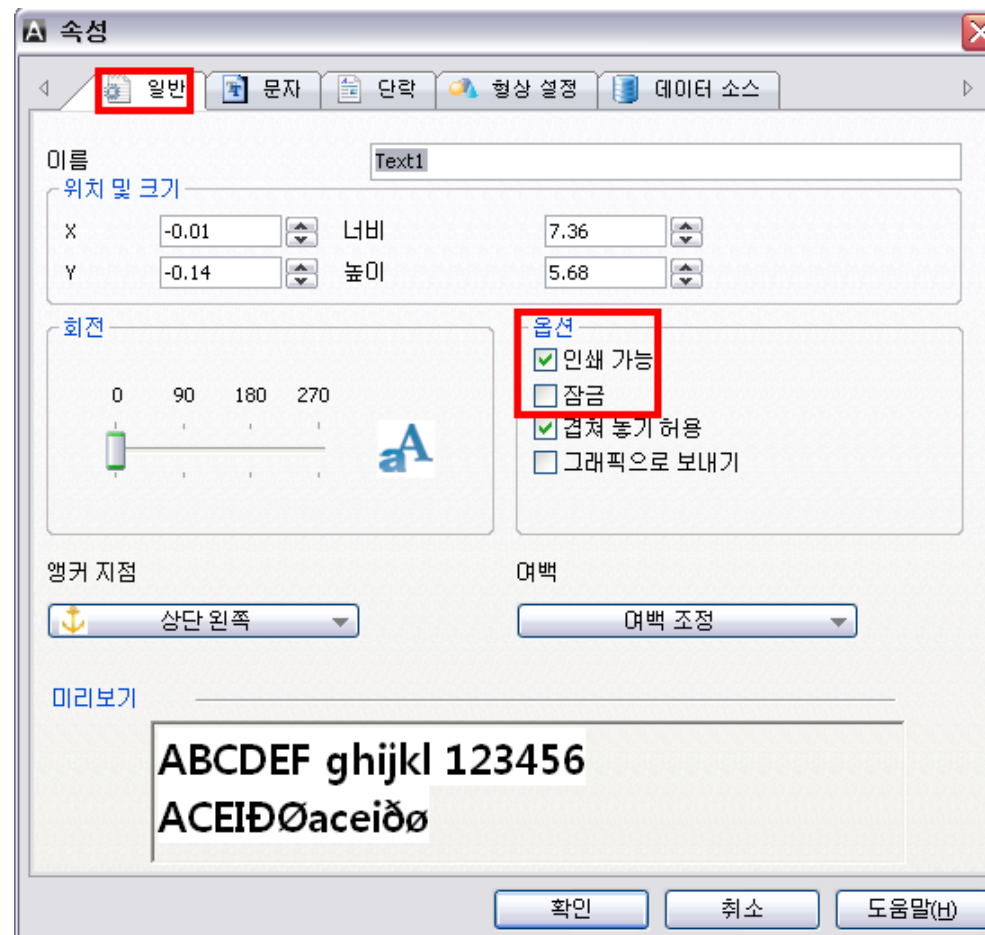 속성
일반 문자 단락 형상 설정 데이터 소스
이름 Text1
위치 및 크기
X -0.01 너비 7.36
Y -0.14 높이 5.68
회전
0 90 180 270
aA
옵션
인쇄 가능
잠금
겹쳐 놓기 허용
그래픽으로 보내기
앵커 지점 여백
상단 왼쪽 여백 조정
미리보기
ABCDEF ghijkl 123456
ACEIÐØaceiðø
확인 취소 도움말(H)